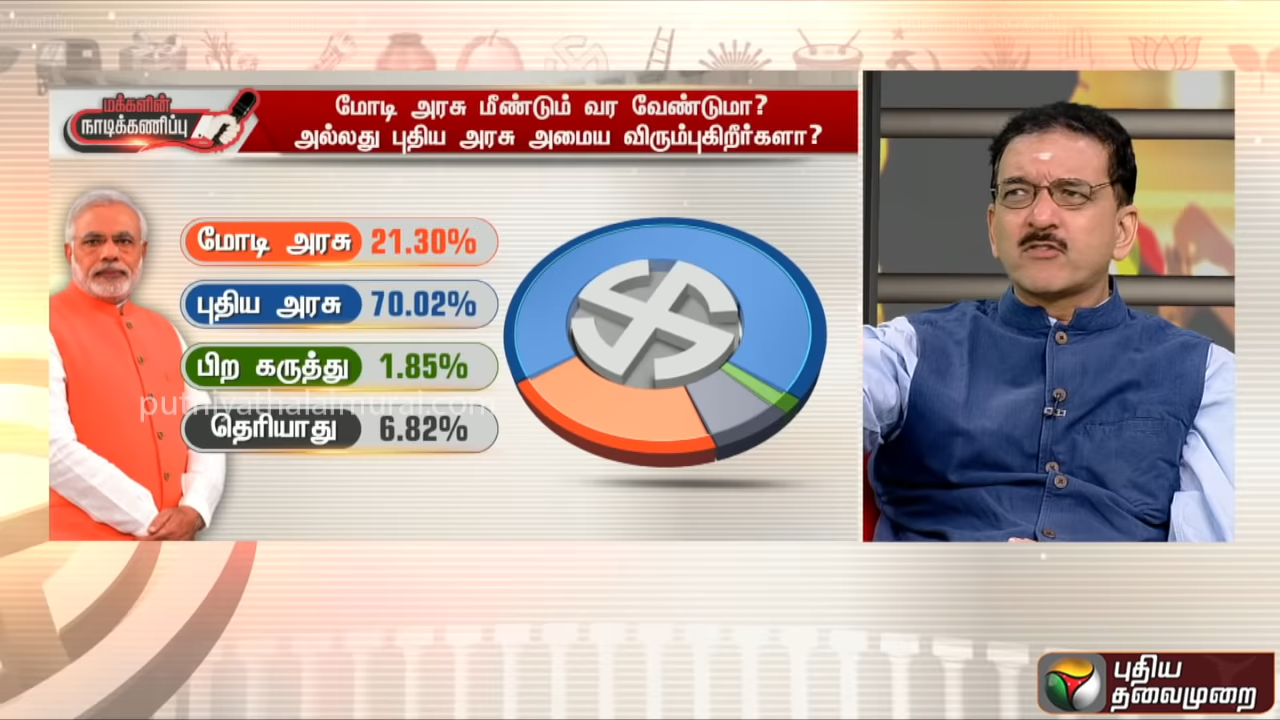 மக்களின்
நாடிக்கணிப்பு
மோடி அரசு மீண்டும் வர வேண்டுமா?
அல்லது புதிய அரசு அமைய விரும்புகிறீர்களா?
மோடி அரசு 21.30%
புதிய அரசு 70.02%
பிற கருத்து 1.85%
puthiyathalaimurai.com
தெரியாது 6.82%
புதிய
தலைமுறை